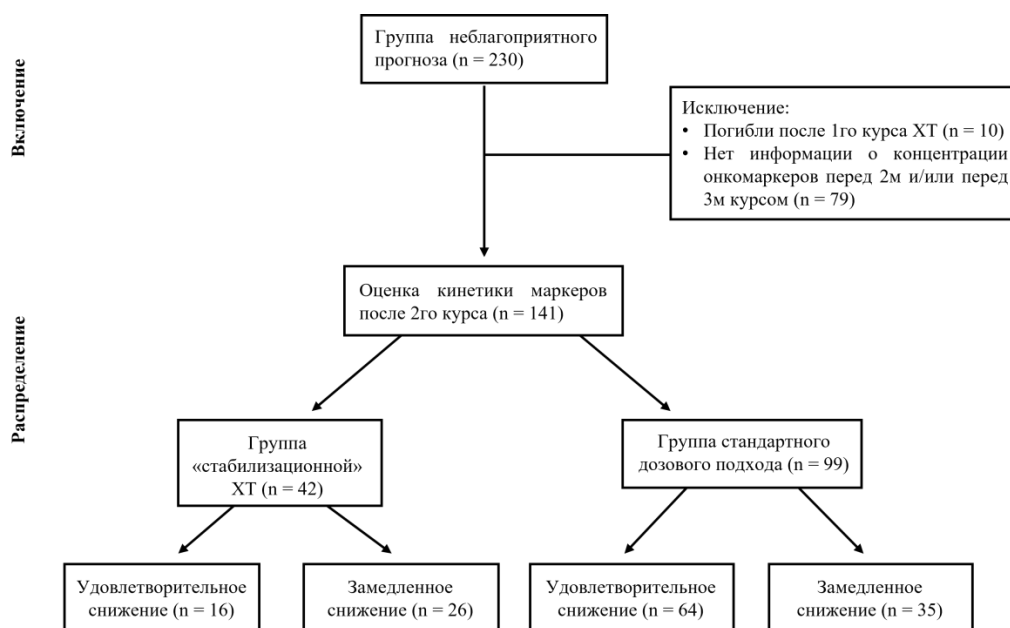 Включение
Группа неблагоприятного
прогноза (n = 230)
Исключение:
• Погибли после 1го курса ХТ (n = 10)
• Нет информации о концентрации
онкомаркеров перед 2м и/или перед
3м курсом (n = 79)
Распределение
Оценка кинетики маркеров
после 2го курса (n = 141)
Группа
«стабилизационной»
ХТ (n = 42)
Группа стандартного
дозового подхода (n = 99)
Удовлетворительное
снижение (n = 16)
Замедленное
снижение (n = 26)
Удовлетворительное
снижение (n = 64)
Замедленное
снижение (n = 35)